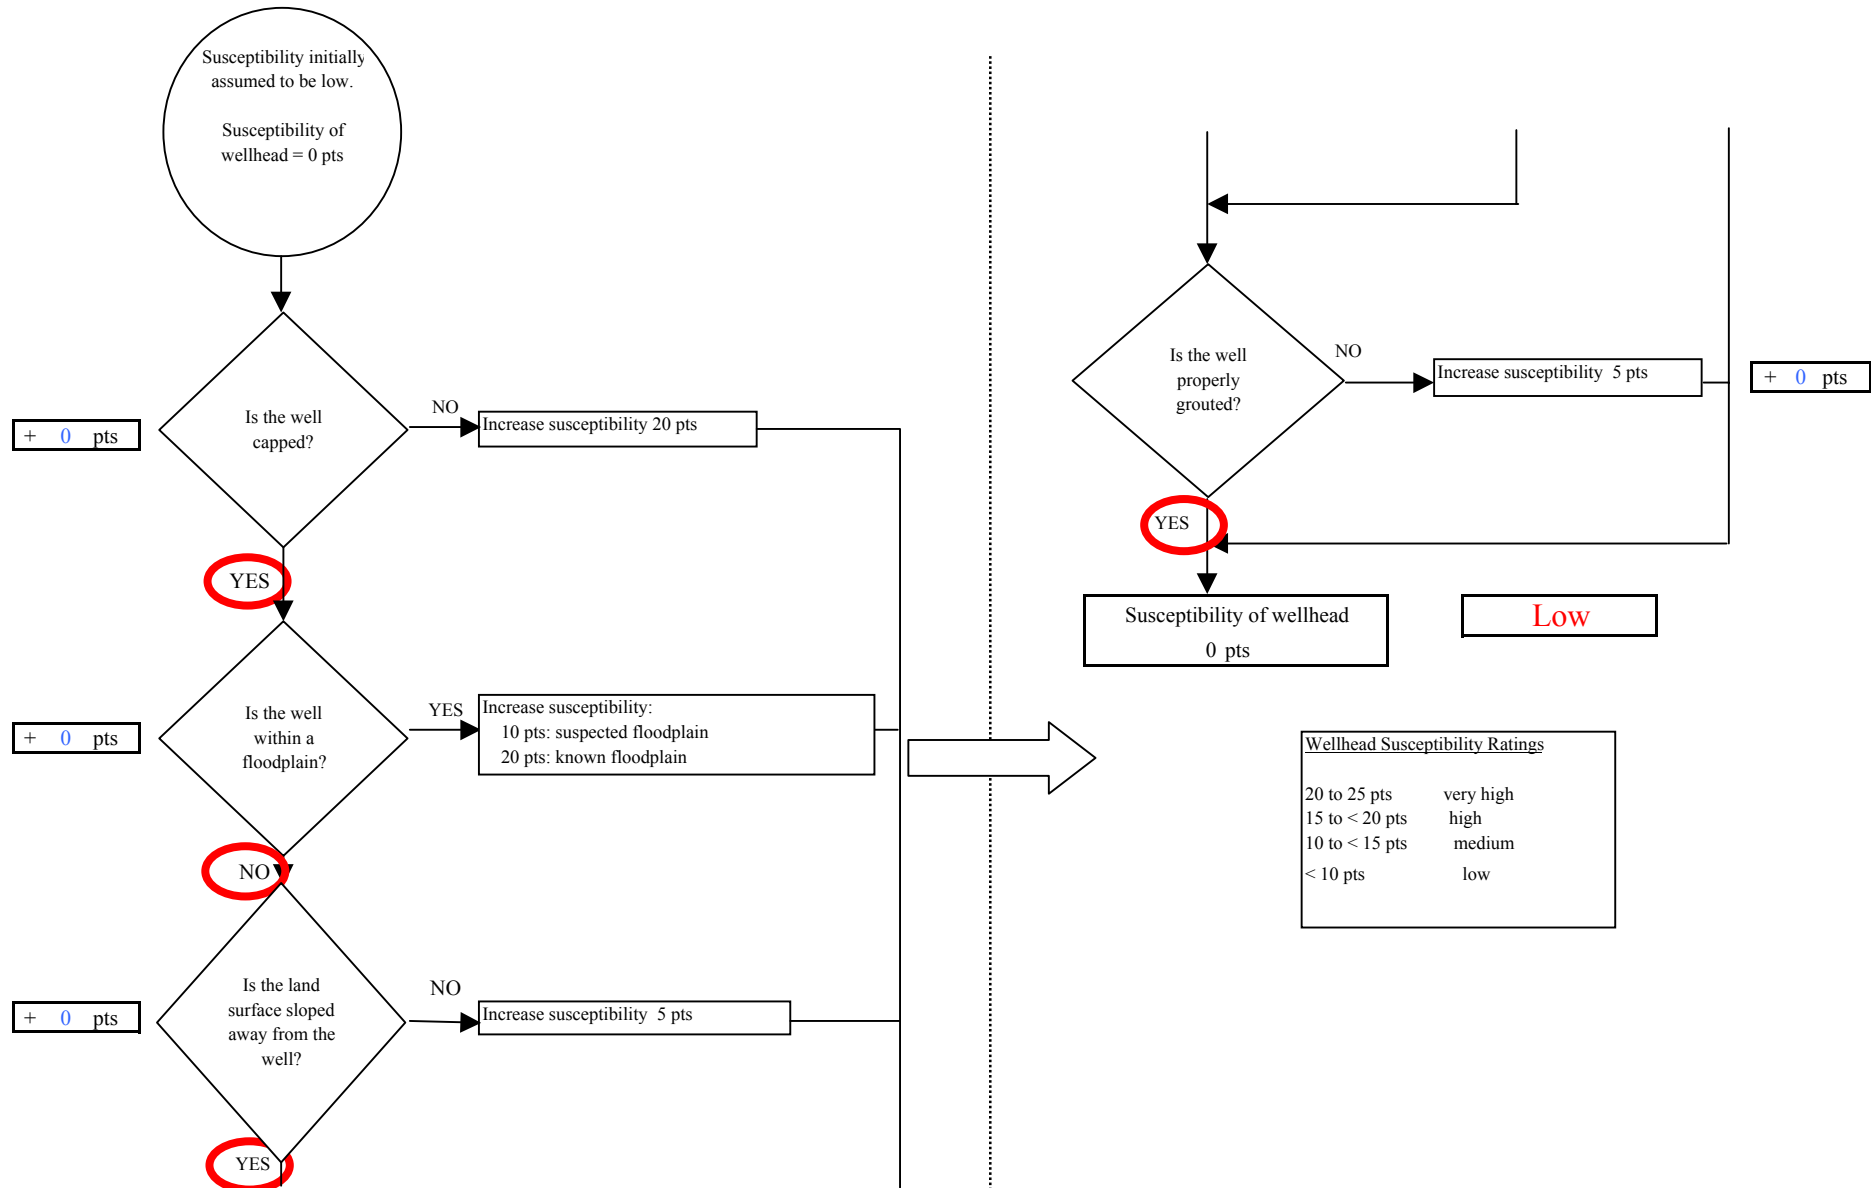 Susceptibility initially
assumed to be low.
Susceptibility of
wellhead = 0 pts
Is the well
capped?
NO
Increase susceptibility 20 pts
+ 0 pts
YES
Is the well
within a
floodplain?
YES
Increase susceptibility:
10 pts: suspected floodplain
20 pts: known floodplain
+ 0 pts
NO
Is the land
surface sloped
away from the
well?
NO
Increase susceptibility 5 pts
+ 0 pts
YES
Is the well
properly
grouted?
NO
Increase susceptibility 5 pts
+ 0 pts
YES
Susceptibility of wellhead
0 pts
Low
Wellhead Susceptibility Ratings
20 to 25 pts very high
15 to < 20 pts high
10 to < 15 pts medium
< 10 pts low